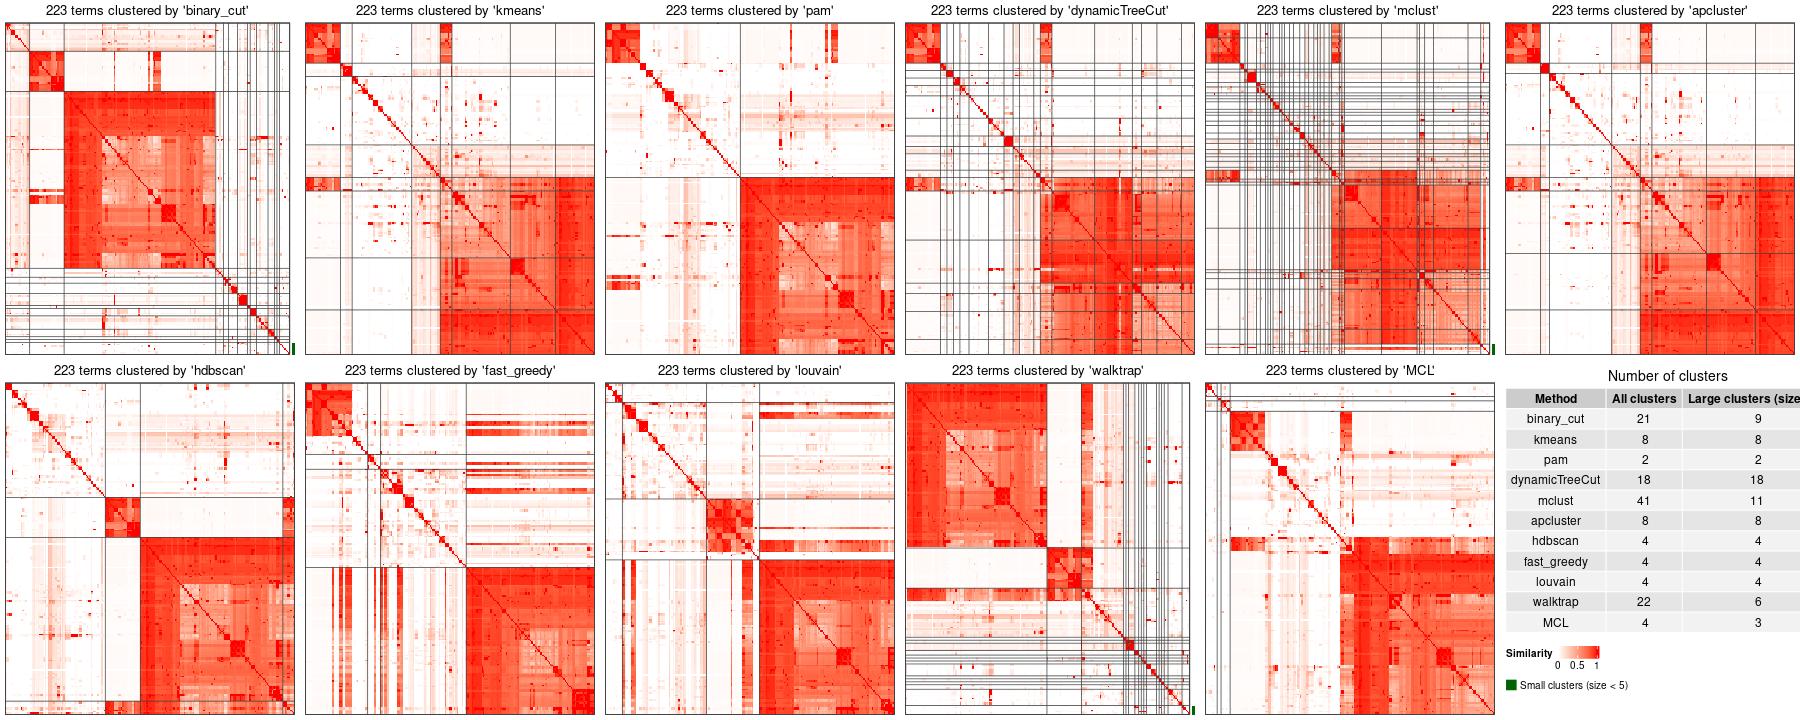 223 terms clustered by 'binary_cut'
223 terms clustered by 'kmeans'
223 terms clustered by 'pam'
223 terms clustered by 'dynamicTreeCut'
223 terms clustered by 'mclust'
223 terms clustered by 'apcluster'
223 terms clustered by 'hdbscan'
223 terms clustered by 'fast_greedy'
223 terms clustered by 'louvain'
223 terms clustered by 'walktrap'
223 terms clustered by 'MCL'
Number of clusters
Method All clusters Large clusters (size
binary_cut 21 9
kmeans 8 8
pam 2 2
dynamicTreeCut 18 18
mclust 41 11
apcluster 8 8
hdbscan 4 4
fast_greedy 4 4
louvain 4 4
walktrap 22 6
MCL 4 3
Similarity
0 0.5 1
Small clusters (size < 5)